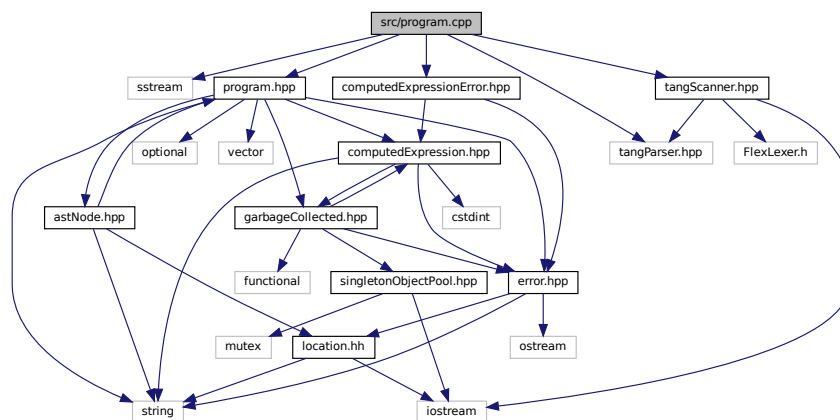 src/program.cpp
sstream
program.hpp
computedExpressionError.hpp
tangScanner.hpp
optional
vector
computedExpression.hpp
tangParser.hpp
FlexLexer.h
astNode.hpp
garbageCollected.hpp
cstdint
functional
singletonObjectPool.hpp
error.hpp
mutex
location.hh
ostream
string
iostream